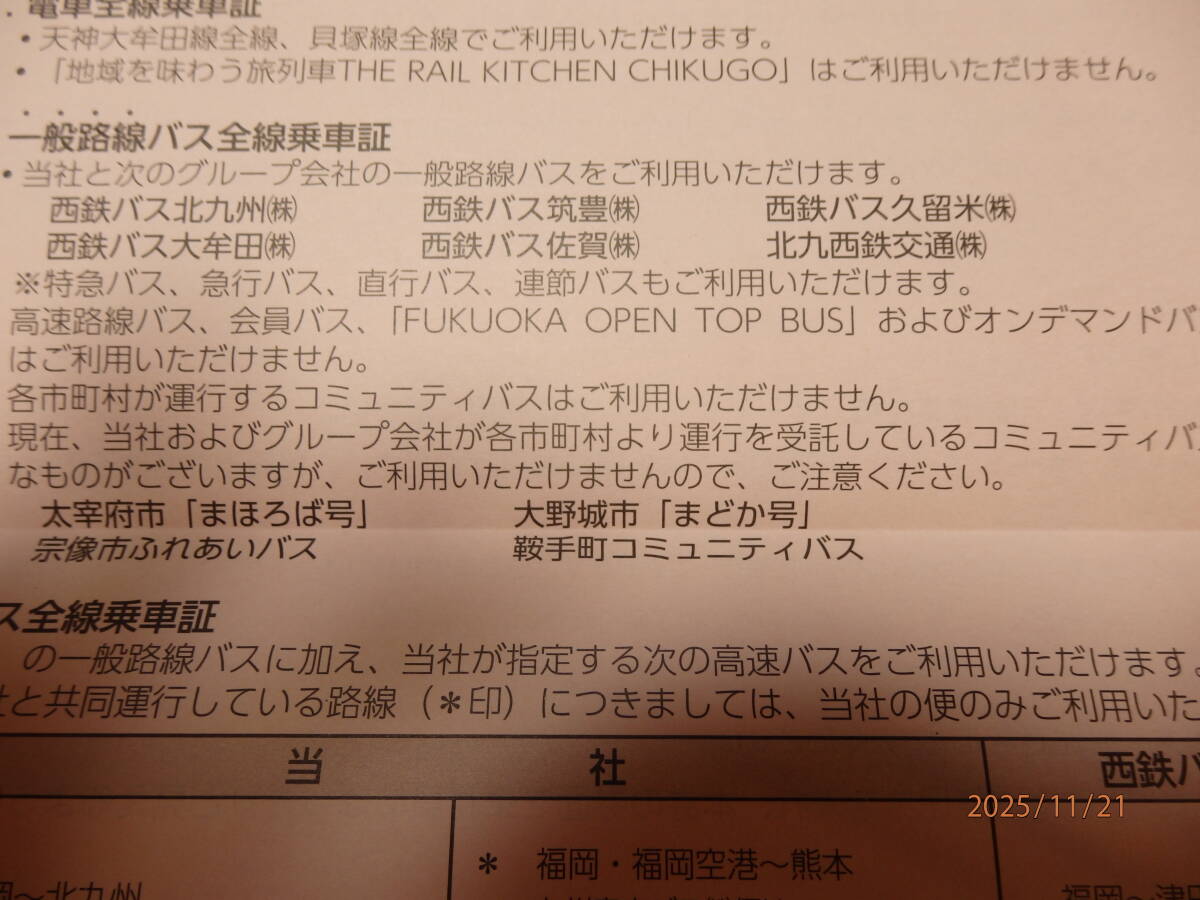 電車全線乗車証
・天神大牟田線全線、貝塚線全線でご利用いただけます。
・「地域を味わう旅列車THE RAIL KITCHEN CHIKUGO」はご利用いただけません。
一般路線バス全線乗車証
・当社と次のグループ会社の一般路線バスをご利用いただけます。
西鉄バス北九州㈱ 西鉄バス筑豊㈱ 西鉄バス久留米㈱
西鉄バス大牟田㈱ 西鉄バス佐賀㈱ 北九西鉄交通㈱
※特急バス、急行バス、直行バス、連節バスもご利用いただけます。
高速路線バス、会員バス、「FUKUOKA OPEN TOP BUS」およびオンデマンドバ
はご利用いただけません。
各市町村が運行するコミュニティバスはご利用いただけません。
現在、当社およびグループ会社が各市町村より運行を受託しているコミュニティバ
なものがございますが、ご利用いただけませんので、ご注意ください。
太宰府市「まほろば号」 大野城市「まどか号」
宗像市ふれあいバス 鞍手町コミュニティバス
ス全線乗車証
の一般路線バスに加え、当社が指定する次の高速バスをご利用いただけます。
社と共同運行している路線（＊印）につきましては、当社の便のみご利用いた
当社 西鉄バ
2025/11/21
＊ 福岡・福岡空港～熊本
岡～北九州
福岡～津田